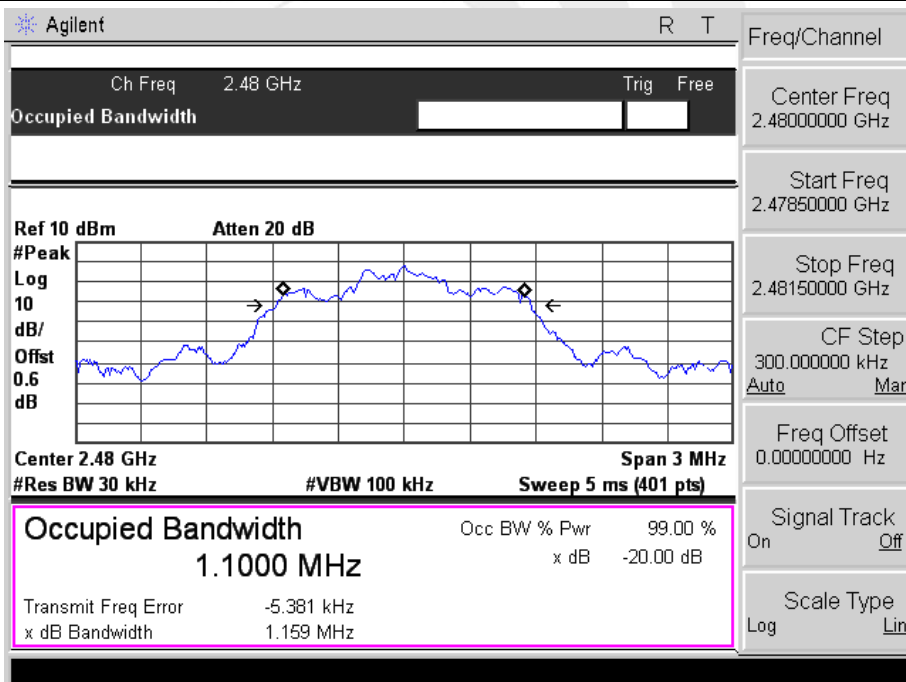 Agilent R T
Ch Freq 2.48 GHz Trig Free
Occupied Bandwidth
Ref 10 dBm Atten 20 dB
#Peak
Log
10
dB/
Offst
0.6
dB
Center 2.48 GHz Span 3 MHz
#Res BW 30 kHz #VBW 100 kHz Sweep 5 ms (401 pts)
Occupied Bandwidth
1.1000 MHz
Occ BW % Pwr 99.00 %
x dB -20.00 dB
Transmit Freq Error -5.381 kHz
x dB Bandwidth 1.159 MHz
Freq/Channel
Center Freq
2.48000000 GHz
Start Freq
2.47850000 GHz
Stop Freq
2.48150000 GHz
CF Step
300.000000 kHz
Auto Man
Freq Offset
0.00000000 Hz
Signal Track
On Off
Scale Type
Log Lin